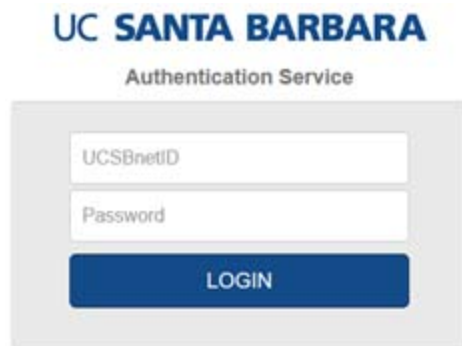 UC SANTA BARBARA
Authentication Service
UCSBnetID
Password
LOGIN